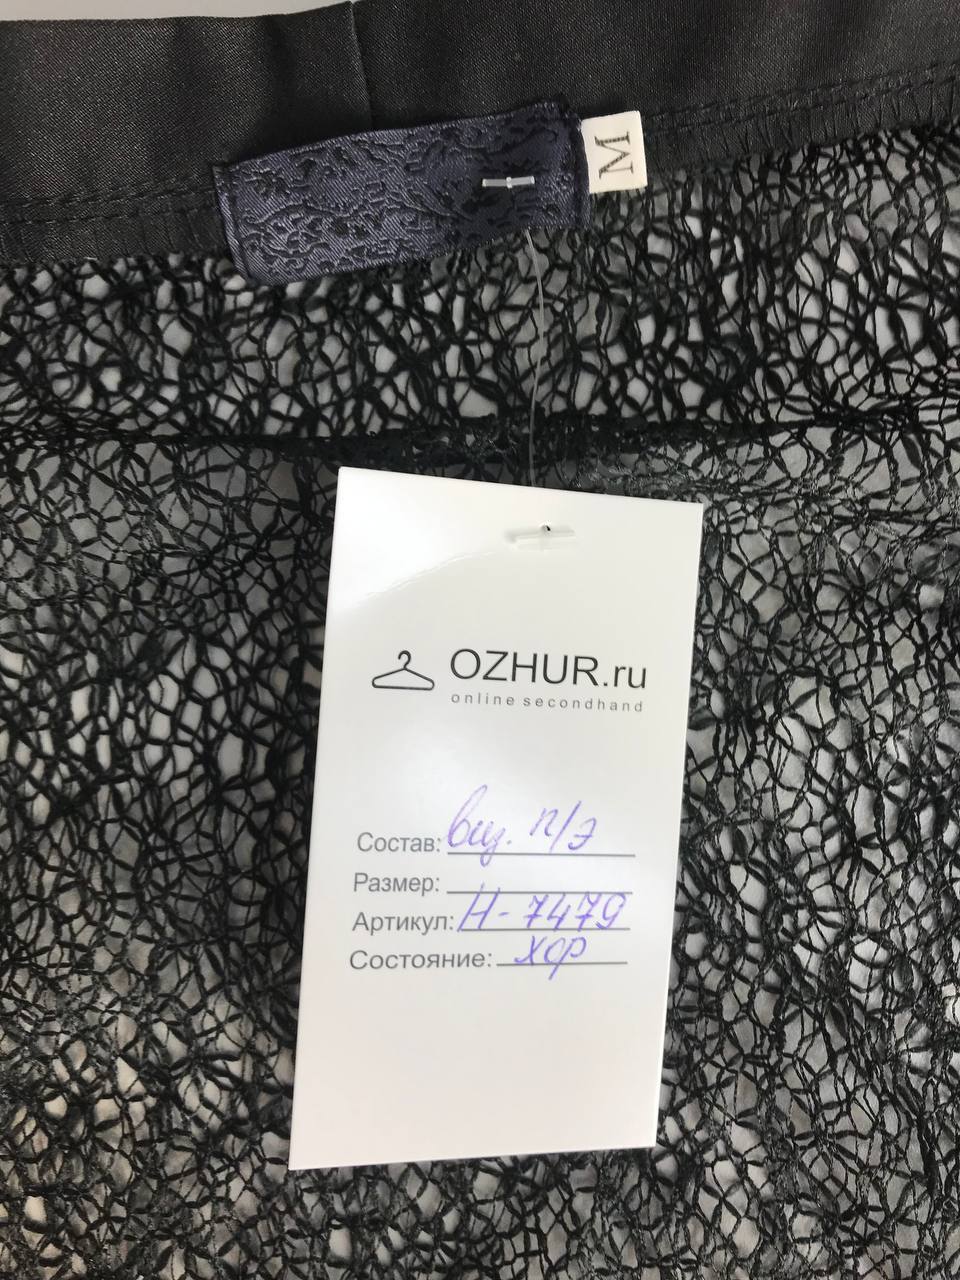 M
OZHUR.ru
online secondhand
Состав: виз. п/э
Размер:
Артикул: Н-7479
Состояние: хор